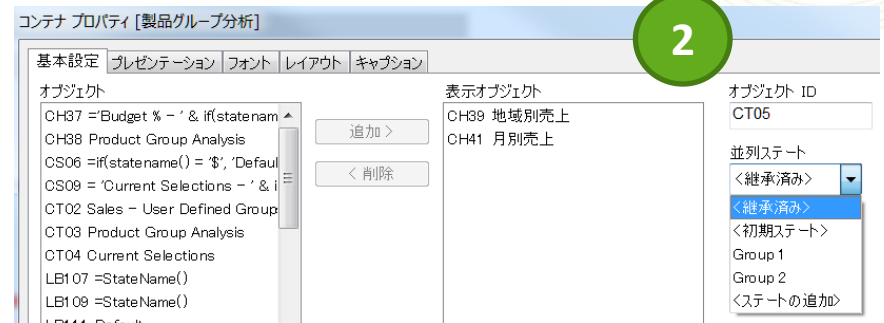 コンテナ プロパティ [製品グループ分析]
2
基本設定 プレゼンテーション フォント レイアウト キャプション
オブジェクト
CH37 ='Budget % - ' & if(statenam
CH38 Product Group Analysis
CS06 =if(statename() = '$', 'Defaul
CS09 = 'Current Selections - ' & i
CT02 Sales - User Defined Group
CT03 Product Group Analysis
CT04 Current Selections
LB107 =StateName()
LB109 =StateName()
追加 >
< 削除
表示オブジェクト
CH39 地域別売上
CH41 月別売上
オブジェクト ID
CT05
並列ステート
<継承済み>
<継承済み>
<初期ステート>
Group 1
Group 2
<ステートの追加>